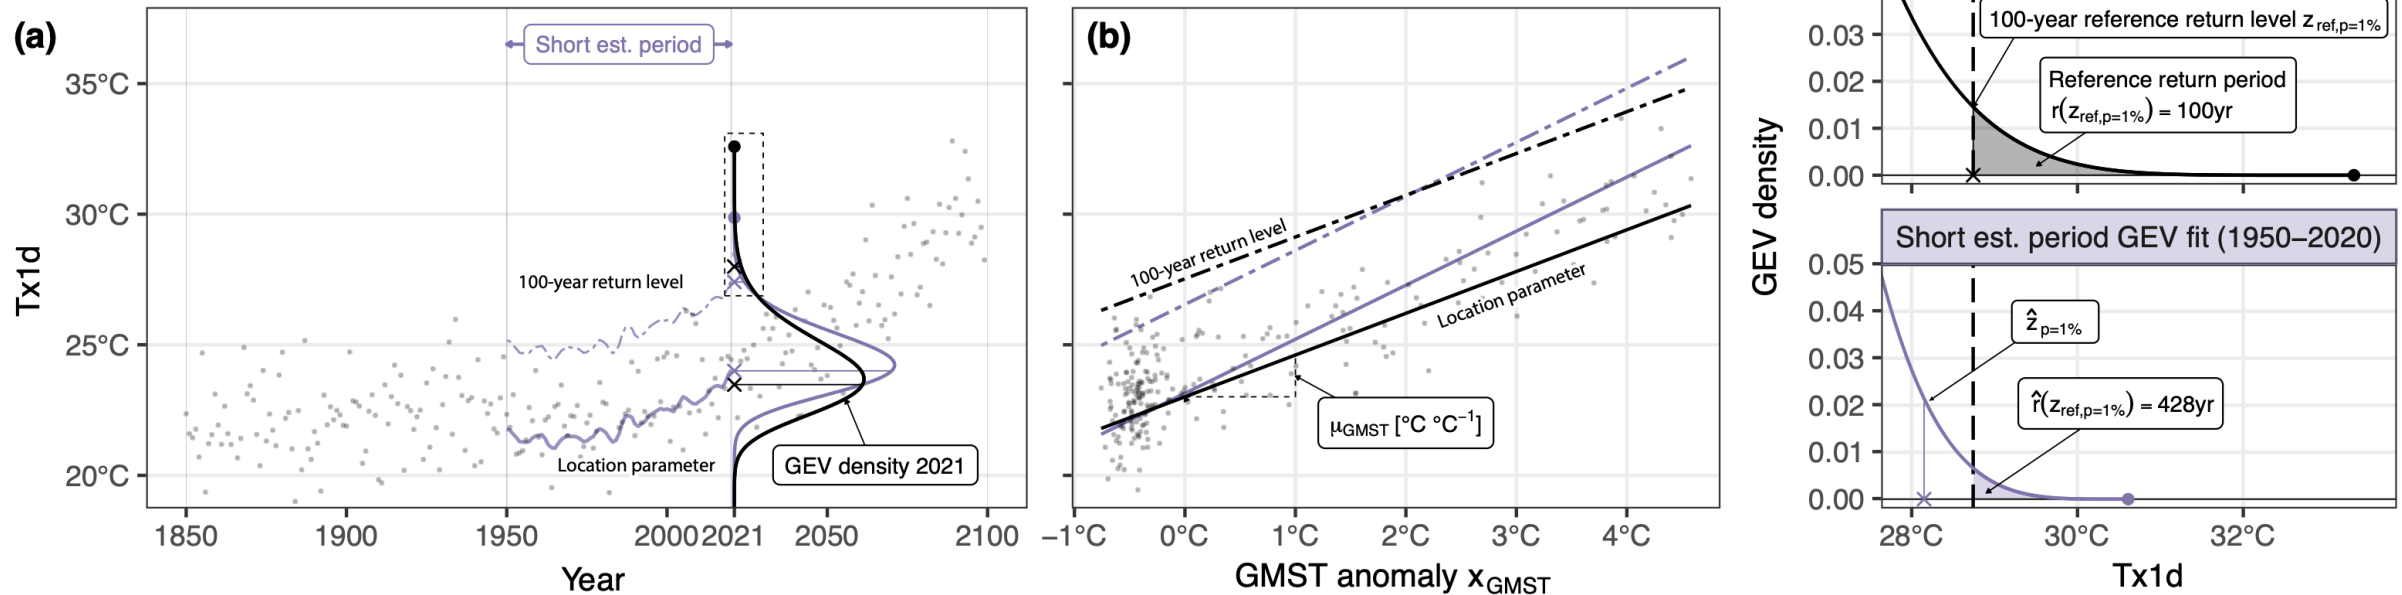 (a)
Short est. period
35°C
30°C
25°C
20°C
Tx1d
100-year return level
Location parameter
GEV density 2021
1850
1900
1950
2000
2021
2050
2100
Year
(b)
100-year return level
Location parameter
μGMST [°C °C⁻¹]
−1°C
0°C
1°C
2°C
3°C
4°C
GMST anomaly xGMST
GEV density
0.03
0.02
0.01
0.00
100-year reference return level z ref,p=1%
Reference return period
r(zref,p=1%) = 100yr
Short est. period GEV fit (1950–2020)
0.05
0.04
0.03
0.02
0.01
0.00
ẑ p=1%
r̂(zref,p=1%) = 428yr
28°C
30°C
32°C
Tx1d